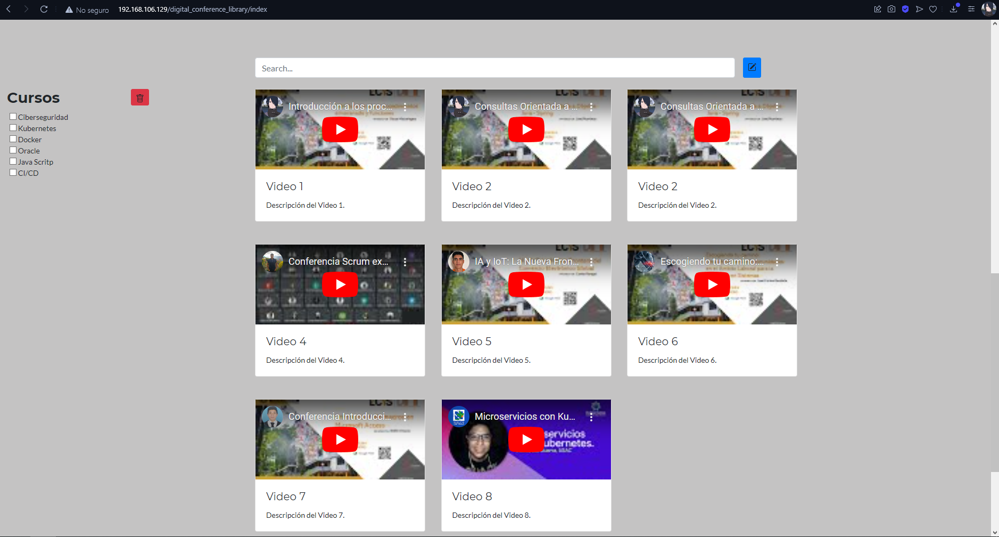 No seguro 192.168.106.129/digital_conference_library/index
Search...
Cursos
Ciberseguridad
Kubernetes
Docker
Oracle
Java Scritp
CI/CD
Introducción a los proc...
Video 1
Descripción del Video 1.
Consultas Orientada a ...
Video 2
Descripción del Video 2.
Consultas Orientada a ...
Video 2
Descripción del Video 2.
Conferencia Scrum ex...
Video 4
Descripción del Video 4.
IA y IoT: La Nueva Fron...
Video 5
Descripción del Video 5.
Escogiendo tu camino:...
Video 6
Descripción del Video 6.
Conferencia Introducci...
Microsoft Access
Video 7
Descripción del Video 7.
Microservicios con Ku...
servicios
ubernetes.
Video 8
Descripción del Video 8.